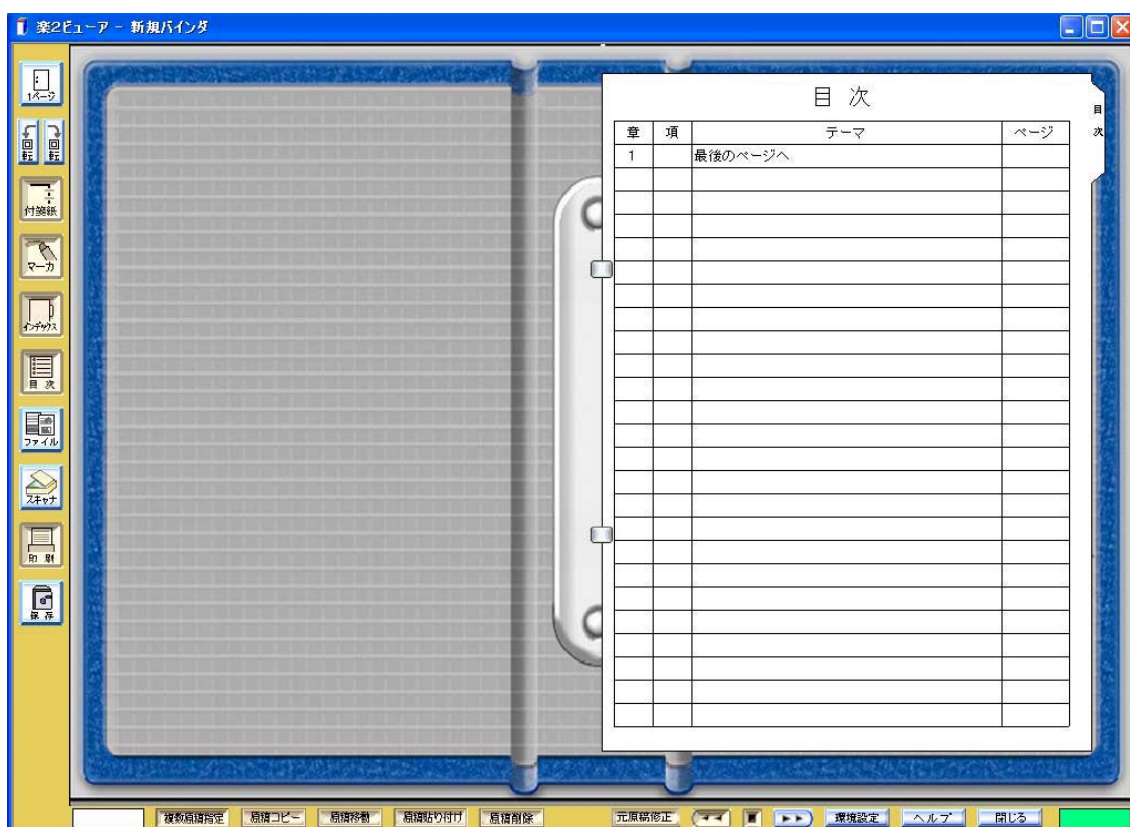 楽2ビューア - 新規バインダ
1ページ
回転 回転
付箋紙
マーカ
インデックス
目次
ファイル
スキャナ
印刷
保存
目 次
目次
章 項 テーマ ページ
1 最後のページへ
複数原稿指定 原稿コピー 原稿移動 原稿貼り付け 原稿削除 元原稿修正 環境設定 ヘルプ 閉じる